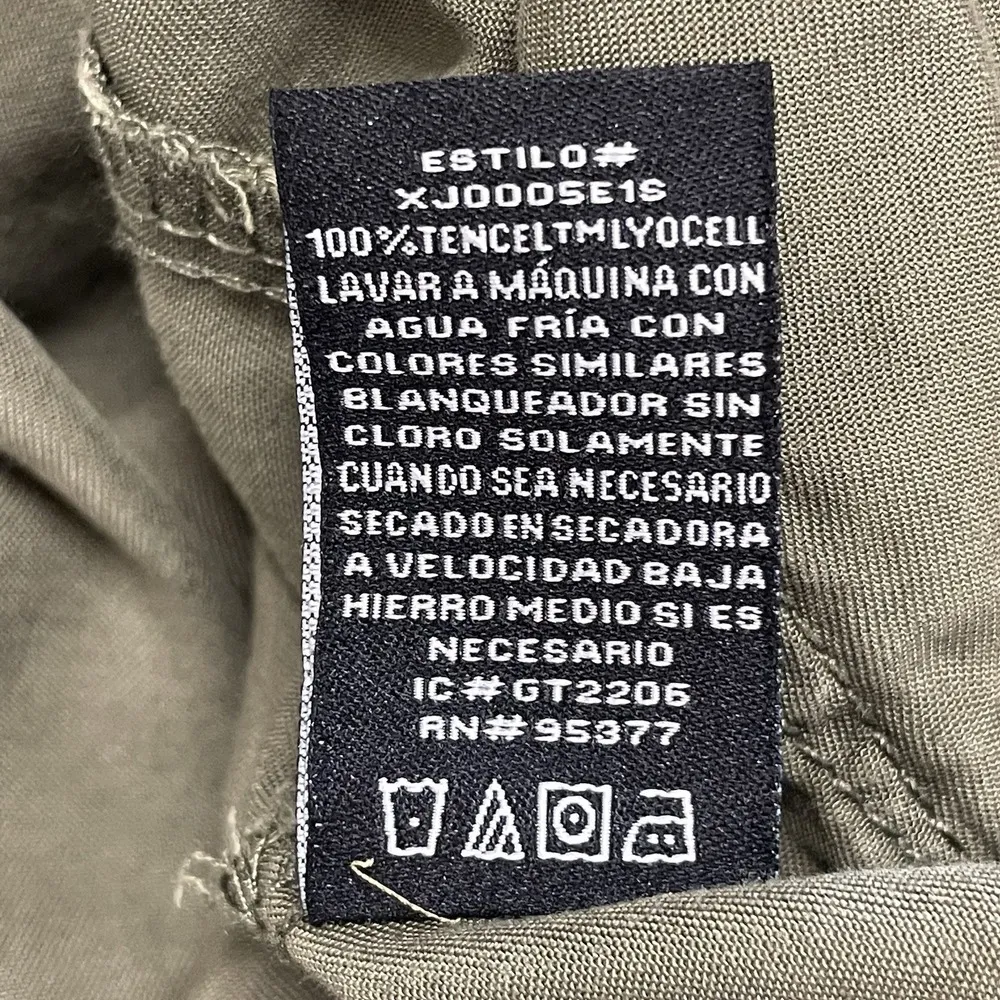 ESTILO#
XJ0005E1S
100%TENCEL™LYOCELL
LAVAR A MÁQUINA CON
AGUA FRÍA CON
COLORES SIMILARES
BLANQUEADOR SIN
CLORO SOLAMENTE
CUANDO SEA NECESARIO
SECADO EN SECADORA
A VELOCIDAD BAJA
HIERRO MEDIO SI ES
NECESARIO
IC#GT2206
RN#95377